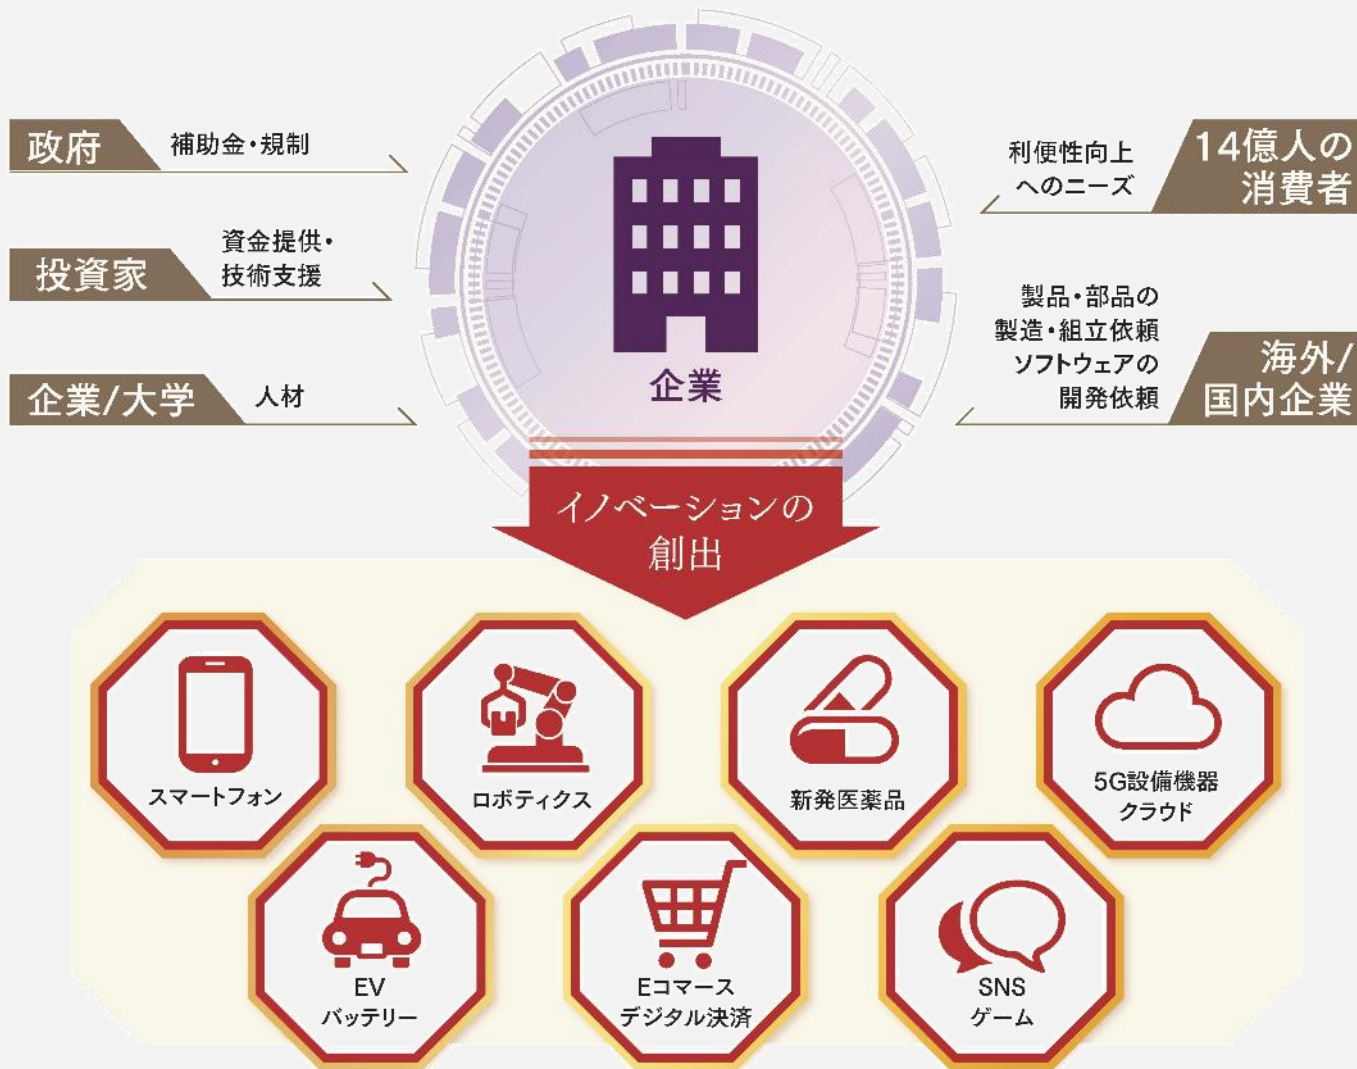 政府
補助金・規制
投資家
資金提供・
技術支援
企業/大学
人材
企業
利便性向上
へのニーズ
14億人の
消費者
製品・部品の
製造・組立依頼
ソフトウェアの
開発依頼
海外/
国内企業
イノベーションの
創出
スマートフォン
ロボティクス
新発医薬品
5G設備機器
クラウド
EV
バッテリー
Eコマース
デジタル決済
SNS
ゲーム